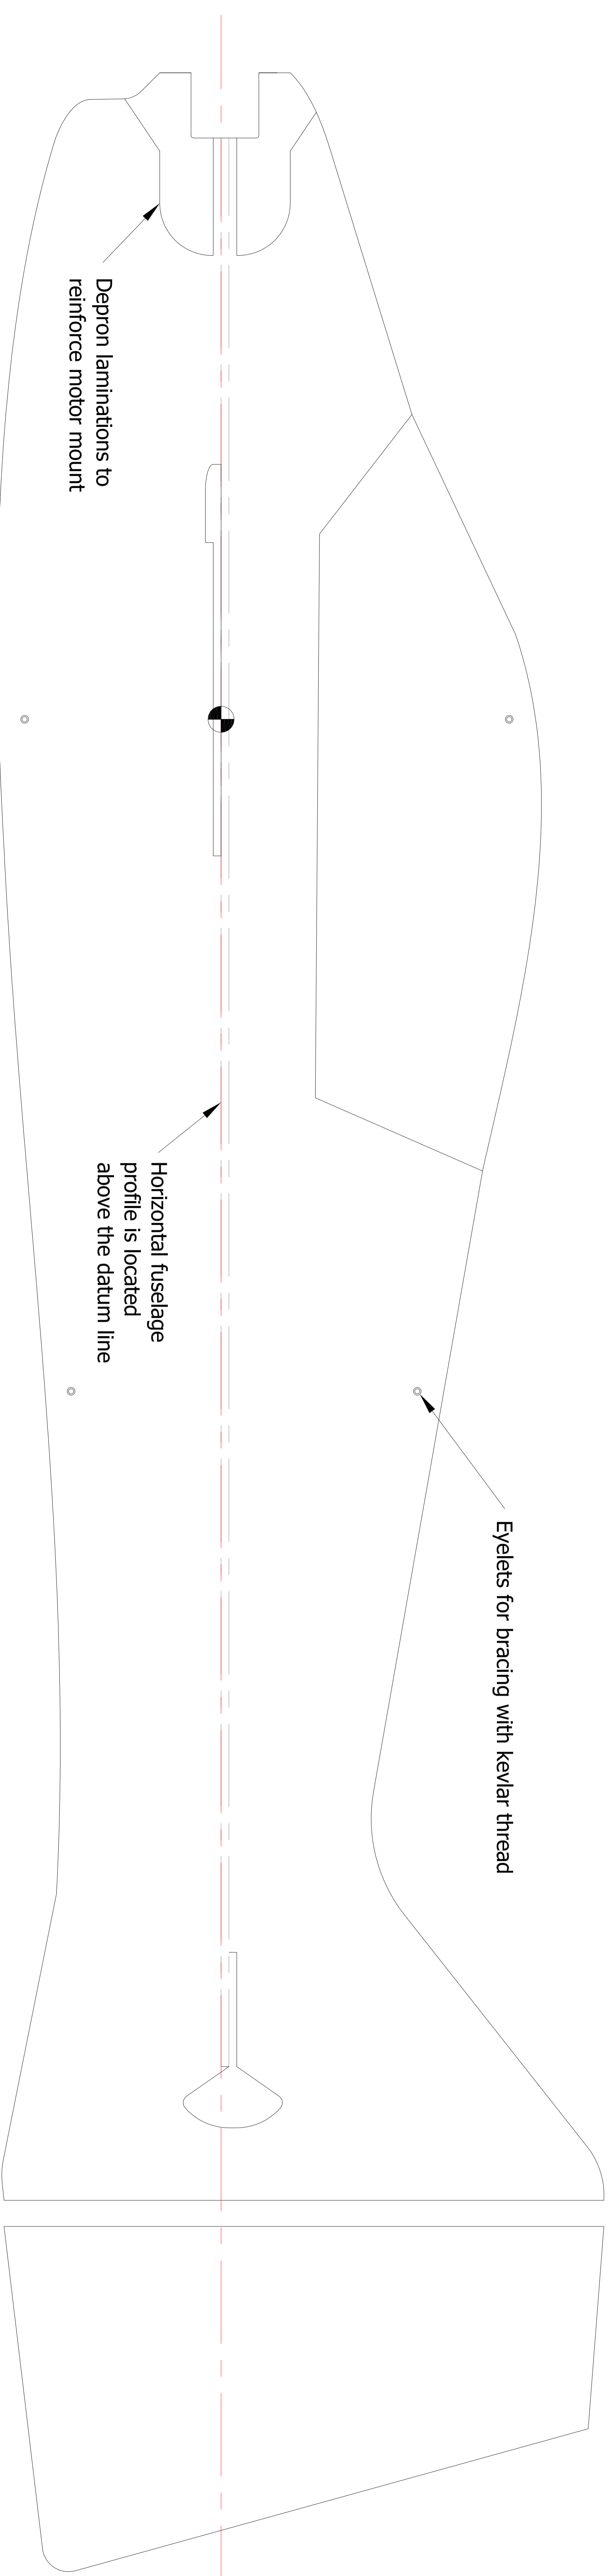 Depron laminations to
reinforce motor mount
Horizontal fuselage
profile is located
above the datum line
Eyelets for bracing with kevlar thread